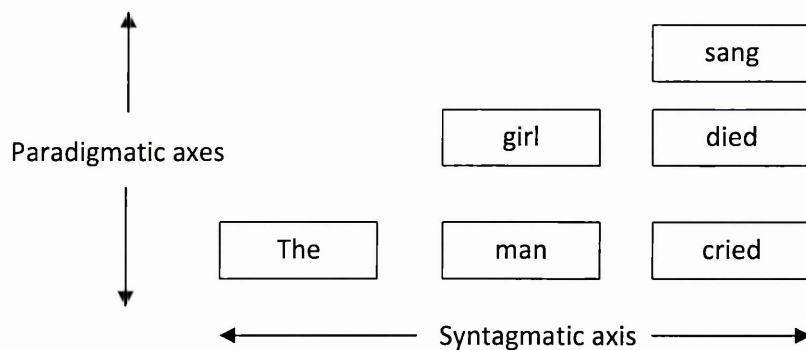 sang
girl died
Paradigmatic axes
The man cried
Syntagmatic axis